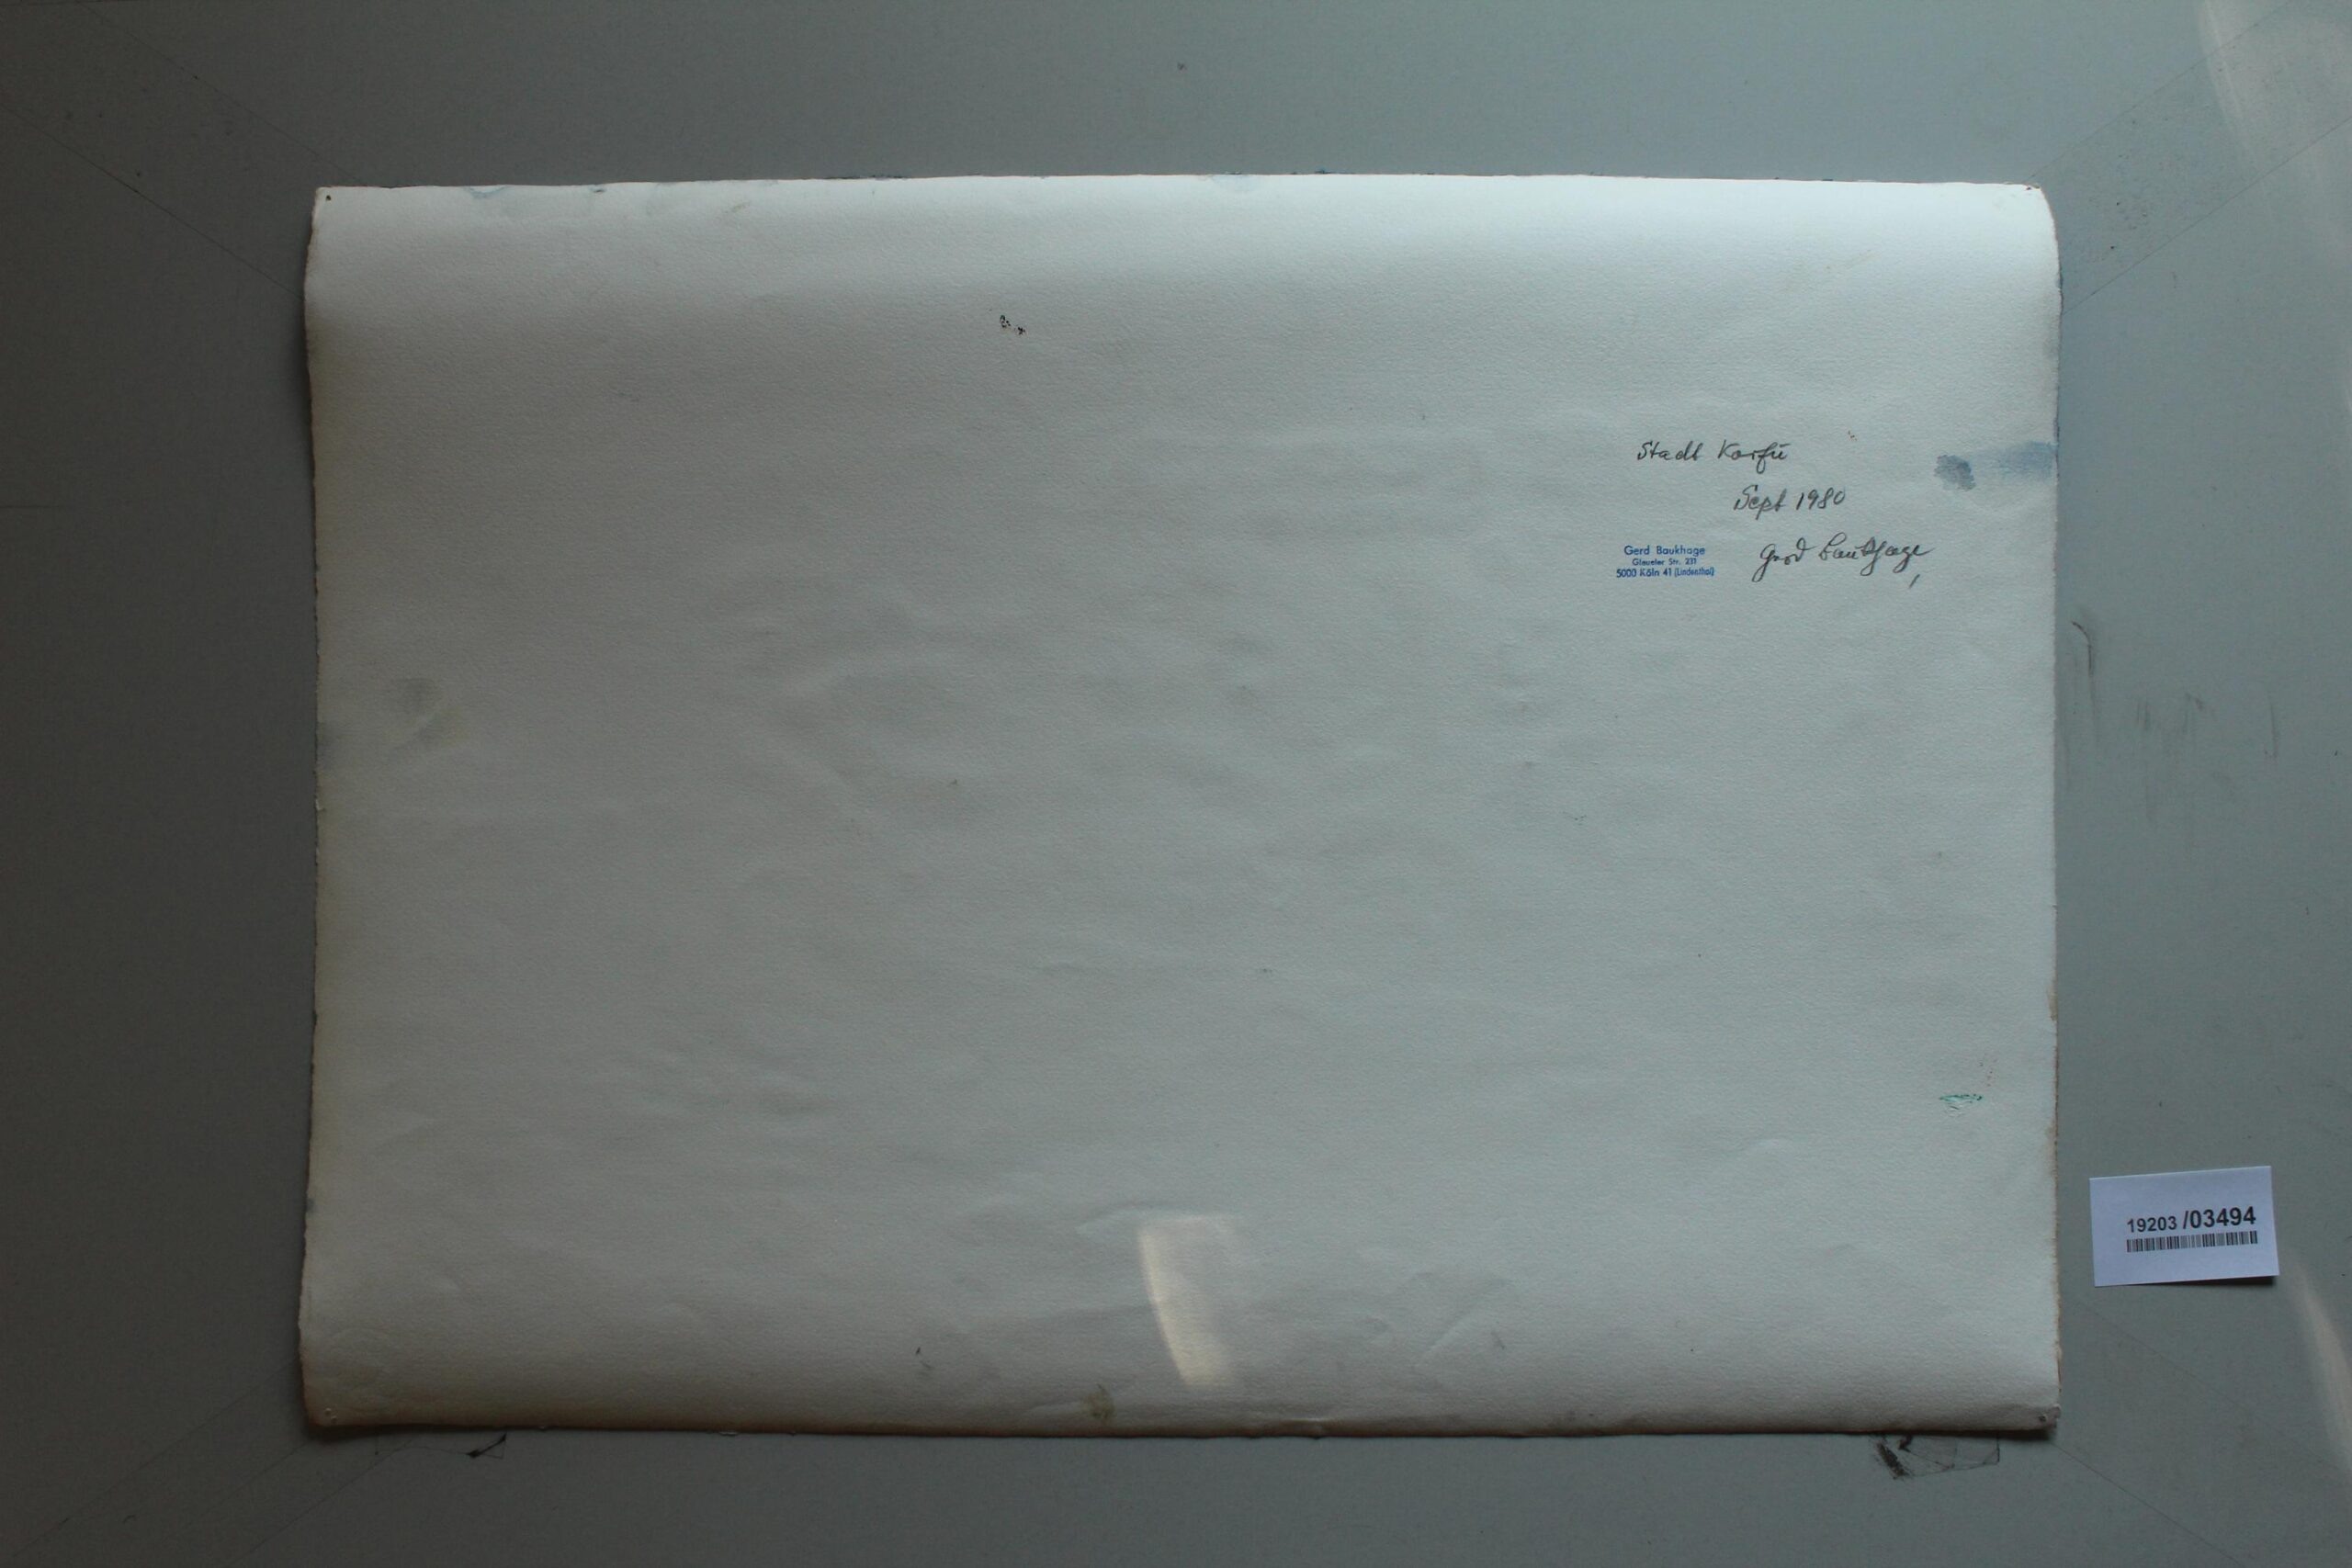 Stadt Korfu
Sept 1980
Gerd Baukhage
Gerd Baukhage
Gleueler Str. 231
5000 Köln 41 (Lindenthal)
19203 /03494